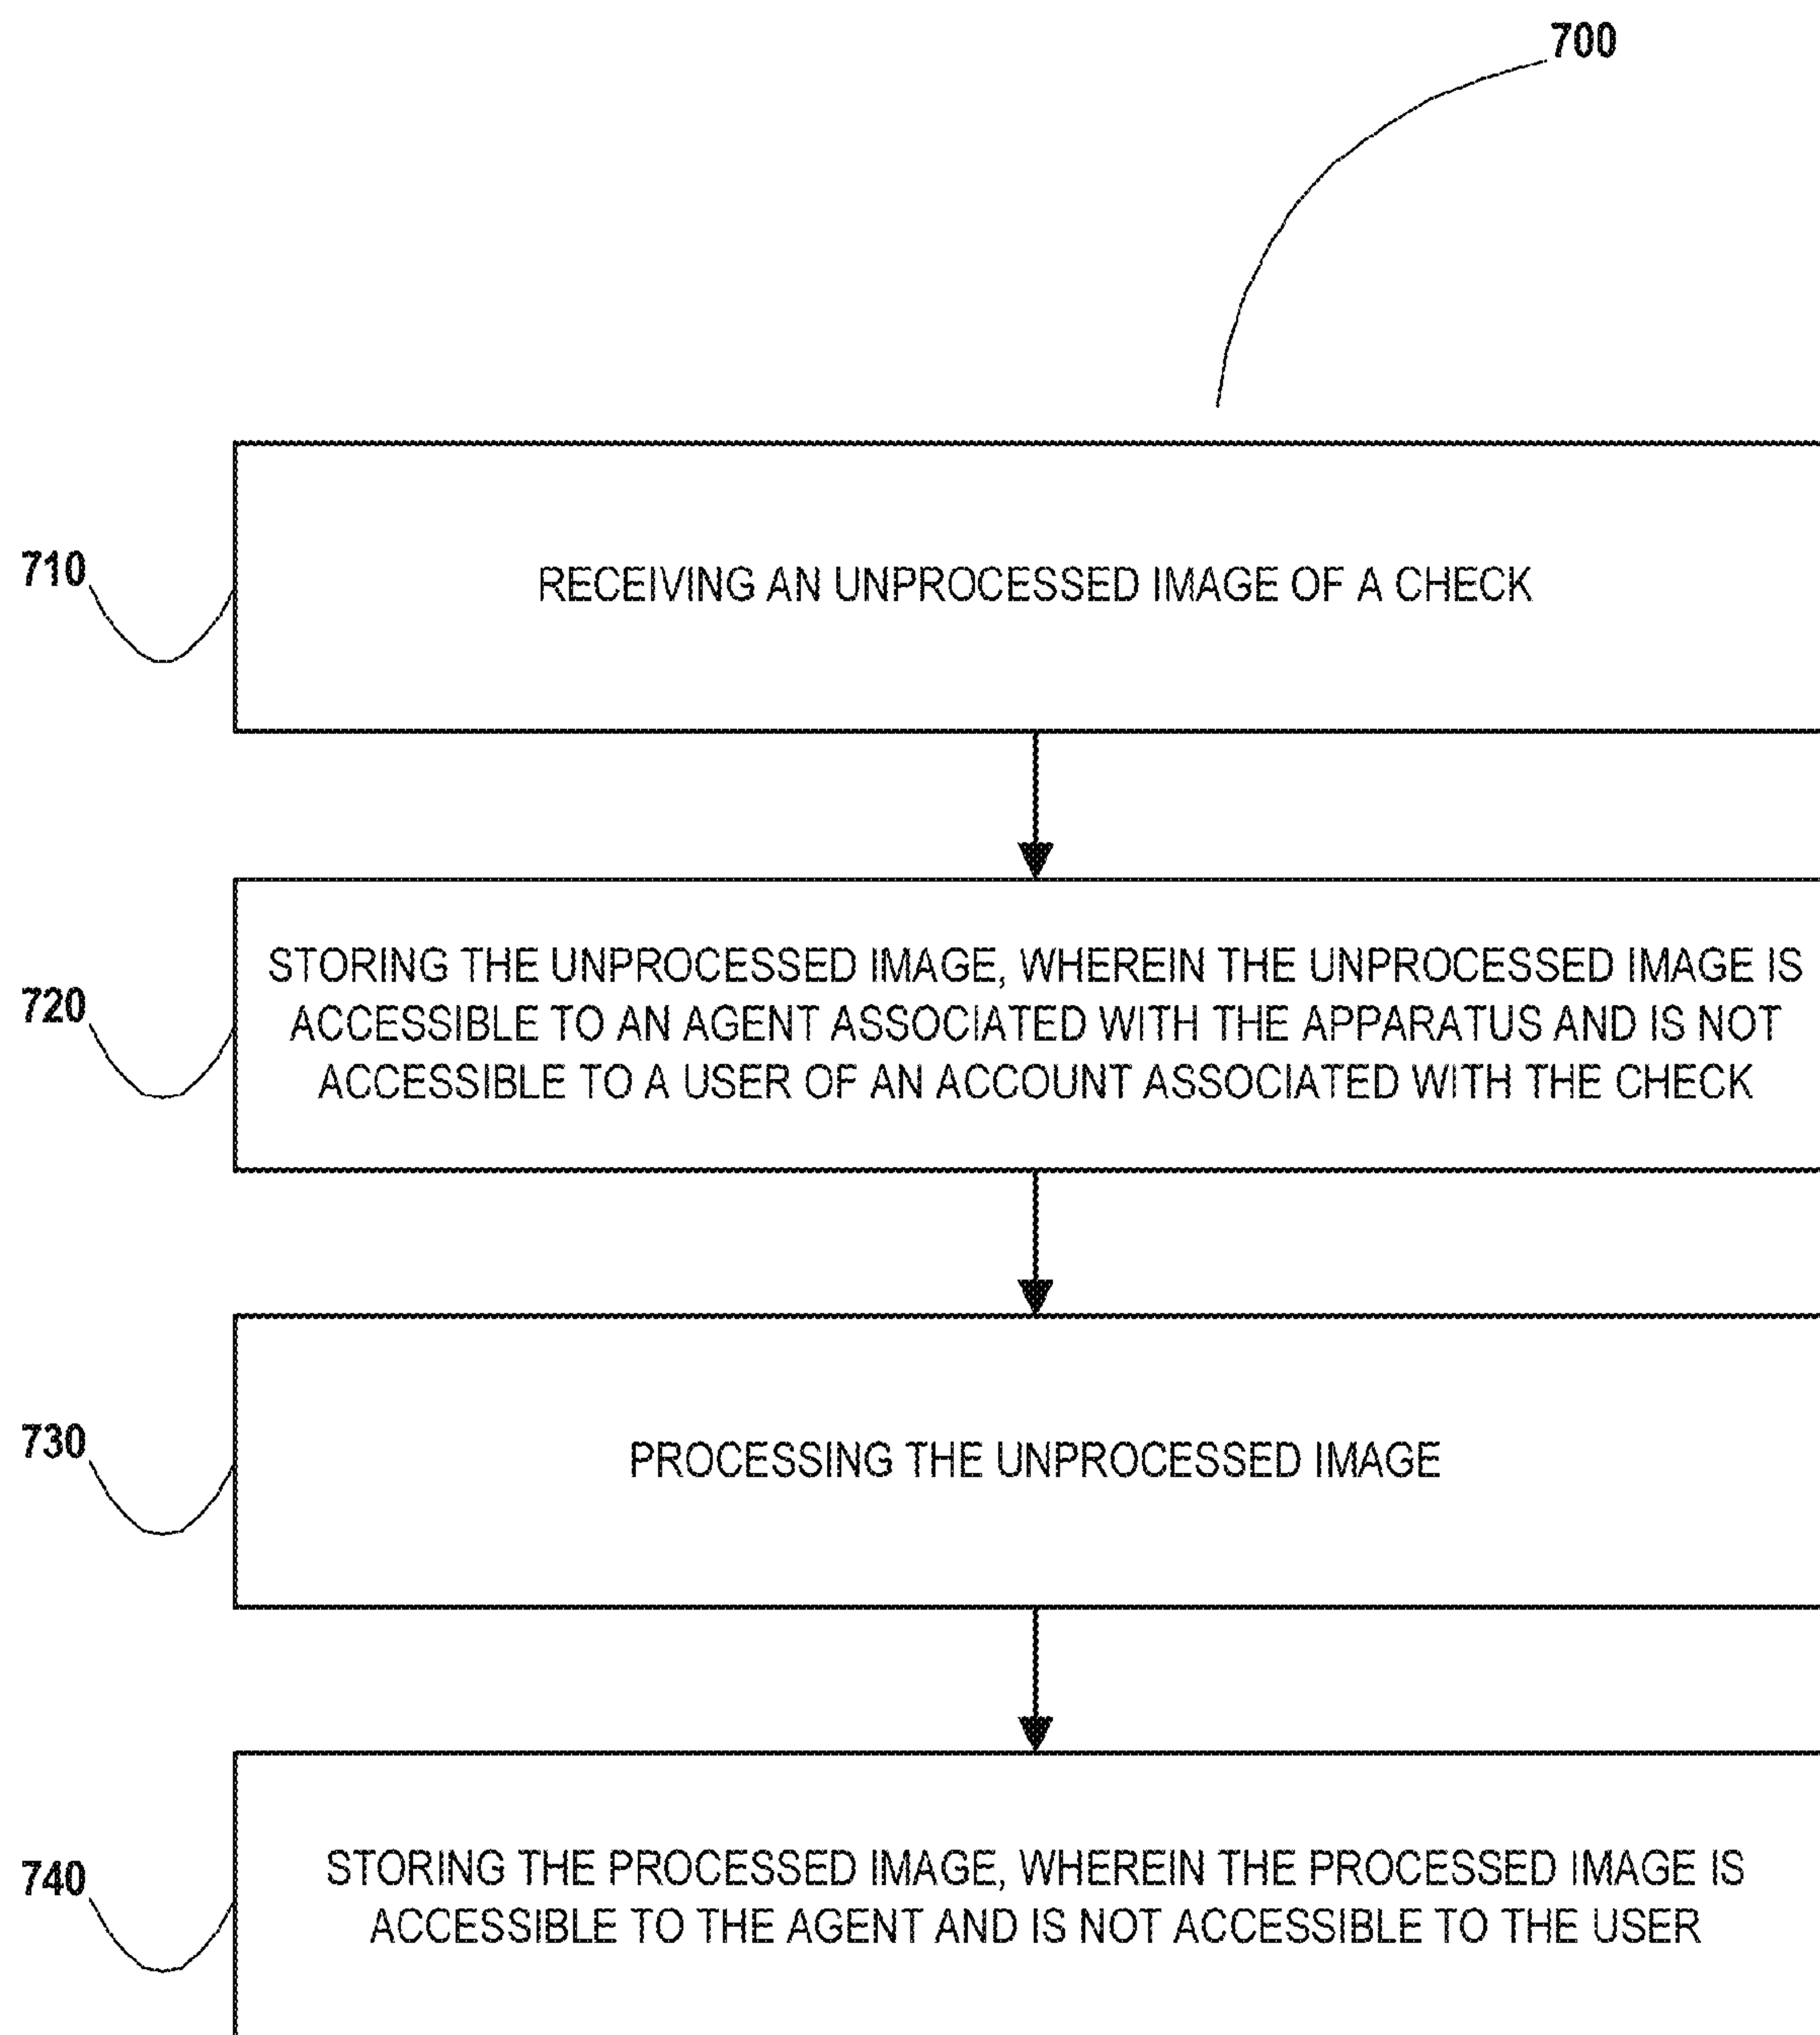 700
710
RECEIVING AN UNPROCESSED IMAGE OF A CHECK
720
STORING THE UNPROCESSED IMAGE, WHEREIN THE UNPROCESSED IMAGE IS
ACCESSIBLE TO AN AGENT ASSOCIATED WITH THE APPARATUS AND IS NOT
ACCESSIBLE TO A USER OF AN ACCOUNT ASSOCIATED WITH THE CHECK
730
PROCESSING THE UNPROCESSED IMAGE
740
STORING THE PROCESSED IMAGE, WHEREIN THE PROCESSED IMAGE IS
ACCESSIBLE TO THE AGENT AND IS NOT ACCESSIBLE TO THE USER